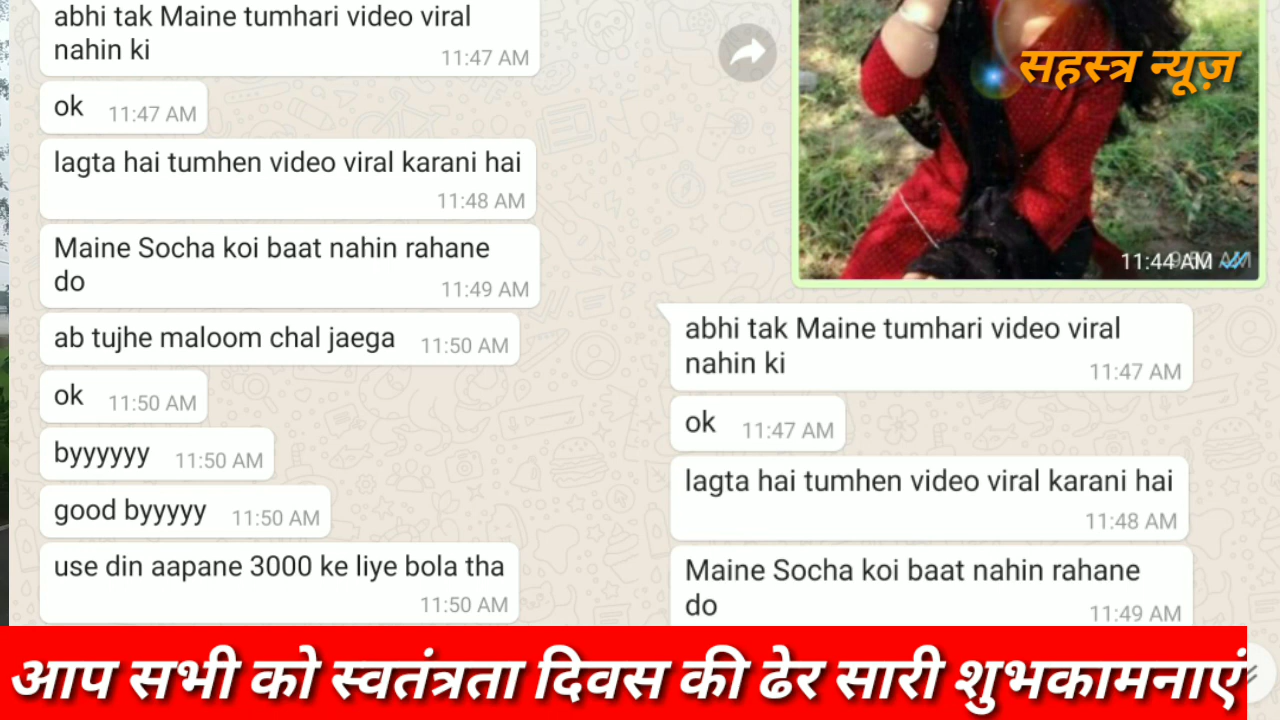 abhi tak Maine tumhari video viral
nahin ki
11:47 AM
ok
11:47 AM
lagta hai tumhen video viral karani hai
11:48 AM
Maine Socha koi baat nahin rahane
do
11:49 AM
ab tujhe maloom chal jaega
11:50 AM
ok
11:50 AM
byyyyyy
11:50 AM
good byyyyy
11:50 AM
use din aapane 3000 ke liye bola tha
11:50 AM
सहस्त्र न्यूज़
11:44 AM
abhi tak Maine tumhari video viral
nahin ki
11:47 AM
ok
11:47 AM
lagta hai tumhen video viral karani hai
11:48 AM
Maine Socha koi baat nahin rahane
do
11:49 AM
आप सभी को स्वतंत्रता दिवस की ढेर सारी शुभकामनाएं